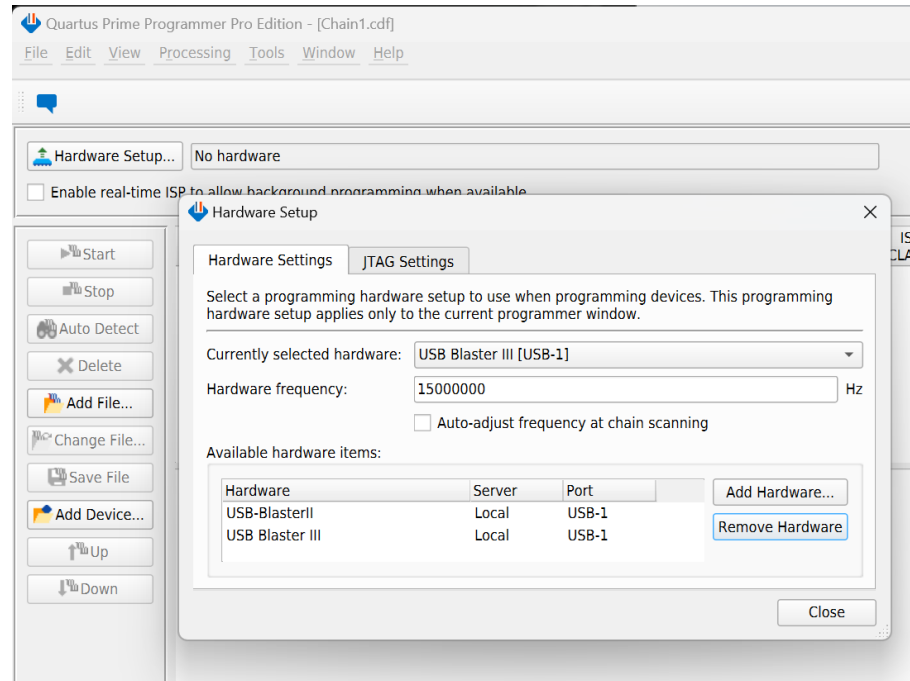 Quartus Prime Programmer Pro Edition - [Chain1.cdf]
File Edit View Processing Tools Window Help
Hardware Setup... No hardware
Enable real-time ISP to allow background programming when available
Hardware Setup
Hardware Settings JTAG Settings
Select a programming hardware setup to use when programming devices. This programming
hardware setup applies only to the current programmer window.
Currently selected hardware: USB Blaster III [USB-1]
Hardware frequency: 15000000 Hz
Auto-adjust frequency at chain scanning
Available hardware items:
Hardware Server Port
USB-BlasterII Local USB-1
USB Blaster III Local USB-1
Add Hardware...
Remove Hardware
Close
Start
Stop
Auto Detect
Delete
Add File...
Change File...
Save File
Add Device...
Up
Down